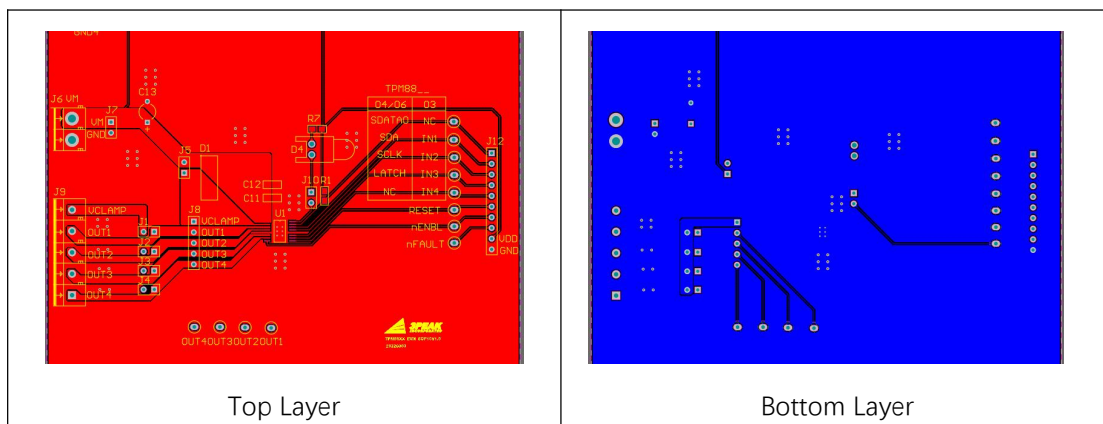 GND4
C13
J6 VM
J7
VM
GND
TPM88__
04/06 03
SDATAO NC
SDA IN1
SCLK IN2
LATCH IN3
NC IN4
RESET
nENBL
nFAULT
R7
D4
J12
J5
D1
C12
C11
J10
R1
U1
J9
VCLAMP
OUT1
OUT2
OUT3
OUT4
J1
J2
J3
J4
J8
VCLAMP
OUT1
OUT2
OUT3
OUT4
VDD
GND
3PEAK
OUT4OUT3OUT2OUT1
Top Layer
Bottom Layer